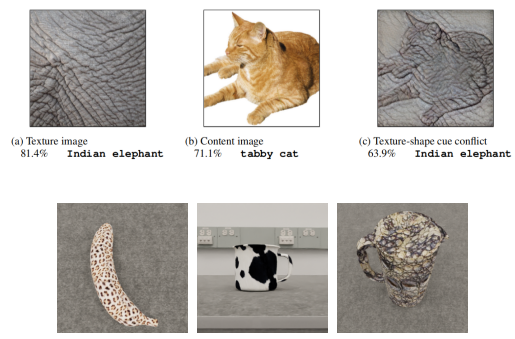 (a) Texture image
81.4% Indian elephant
(b) Content image
71.1% tabby cat
(c) Texture-shape cue conflict
63.9% Indian elephant